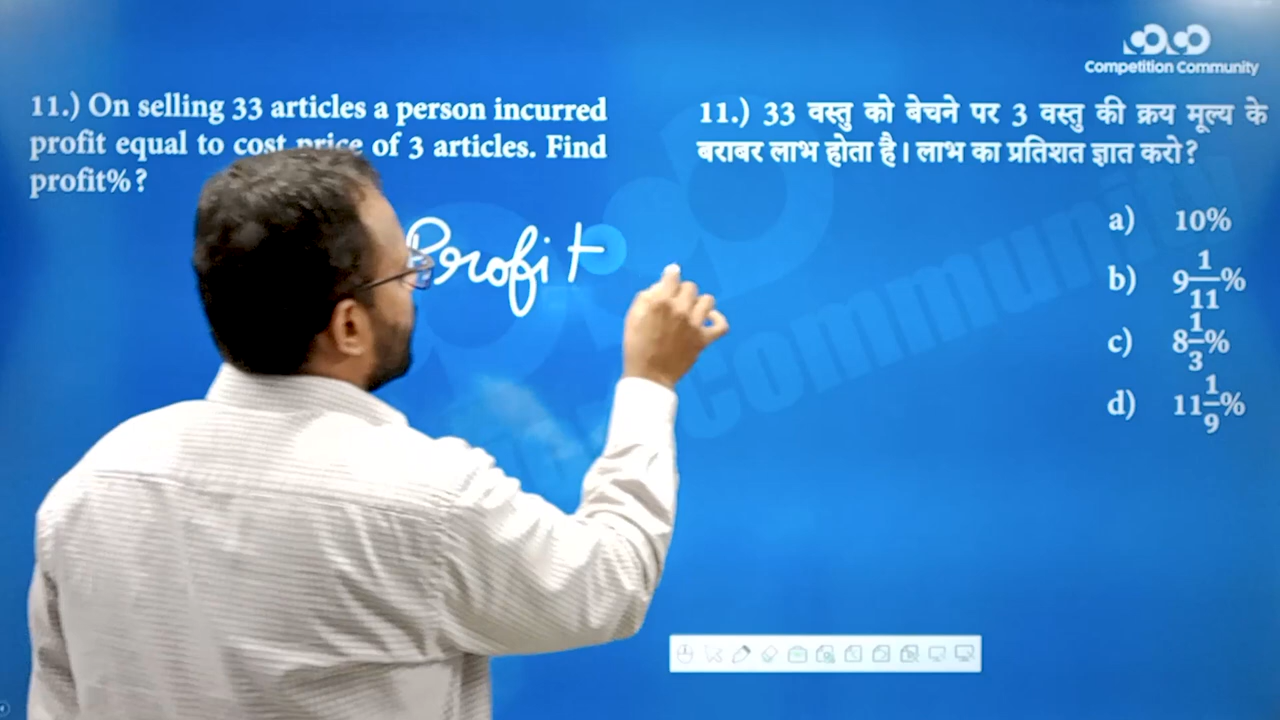 Competition Community
11.) On selling 33 articles a person incurred
profit equal to cost price of 3 articles. Find
profit%?
11.) 33 वस्तु को बेचने पर 3 वस्तु की क्रय मूल्य के
बराबर लाभ होता है। लाभ का प्रतिशत ज्ञात करो?
Profit
a) 10%
b) 9 1/11%
c) 8 1/3%
d) 11 1/9%
community